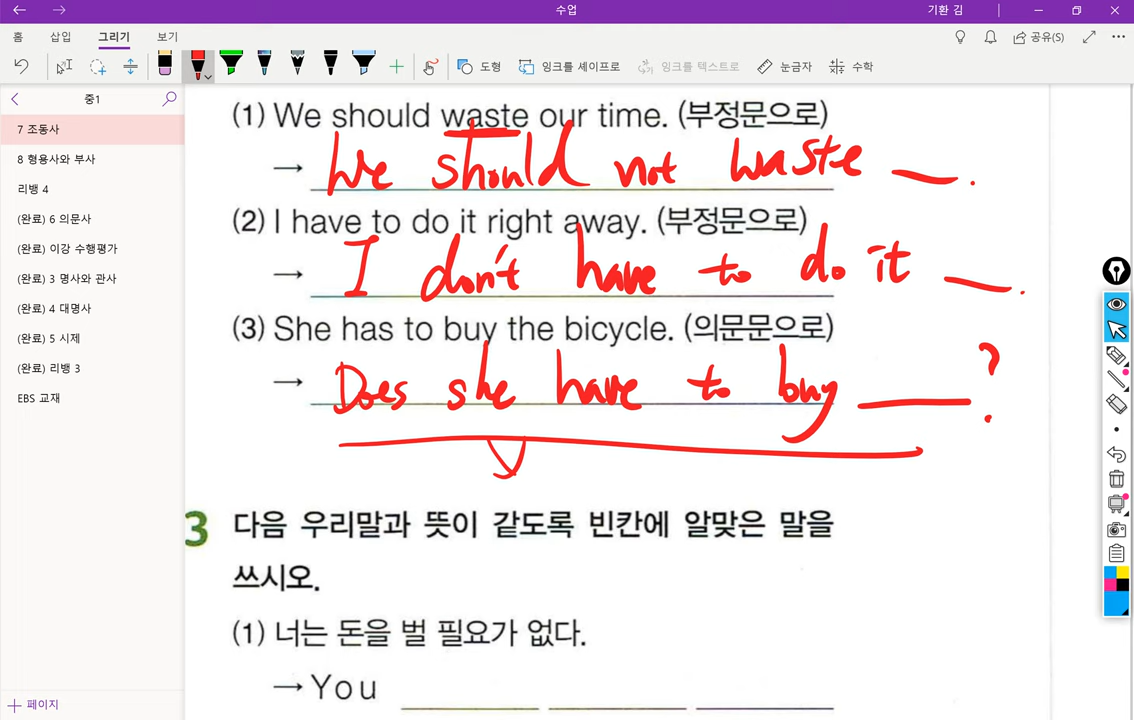 수업
기환 김
홈 삽입 그리기 보기
공유(S)
도형 잉크를 셰이프로 잉크를 텍스트로 눈금자 수학
중1
7 조동사
8 형용사와 부사
리뱅 4
(완료) 6 의문사
(완료) 이강 수행평가
(완료) 3 명사와 관사
(완료) 4 대명사
(완료) 5 시제
(완료) 리뱅 3
EBS 교재
페이지
(1) We should waste our time. (부정문으로)
→ We should not waste ___.
(2) I have to do it right away. (부정문으로)
→ I don't have to do it ___.
(3) She has to buy the bicycle. (의문문으로)
→ Does she have to buy ___?
3 다음 우리말과 뜻이 같도록 빈칸에 알맞은 말을
쓰시오.
(1) 너는 돈을 벌 필요가 없다.
→ You ___ ___ ___